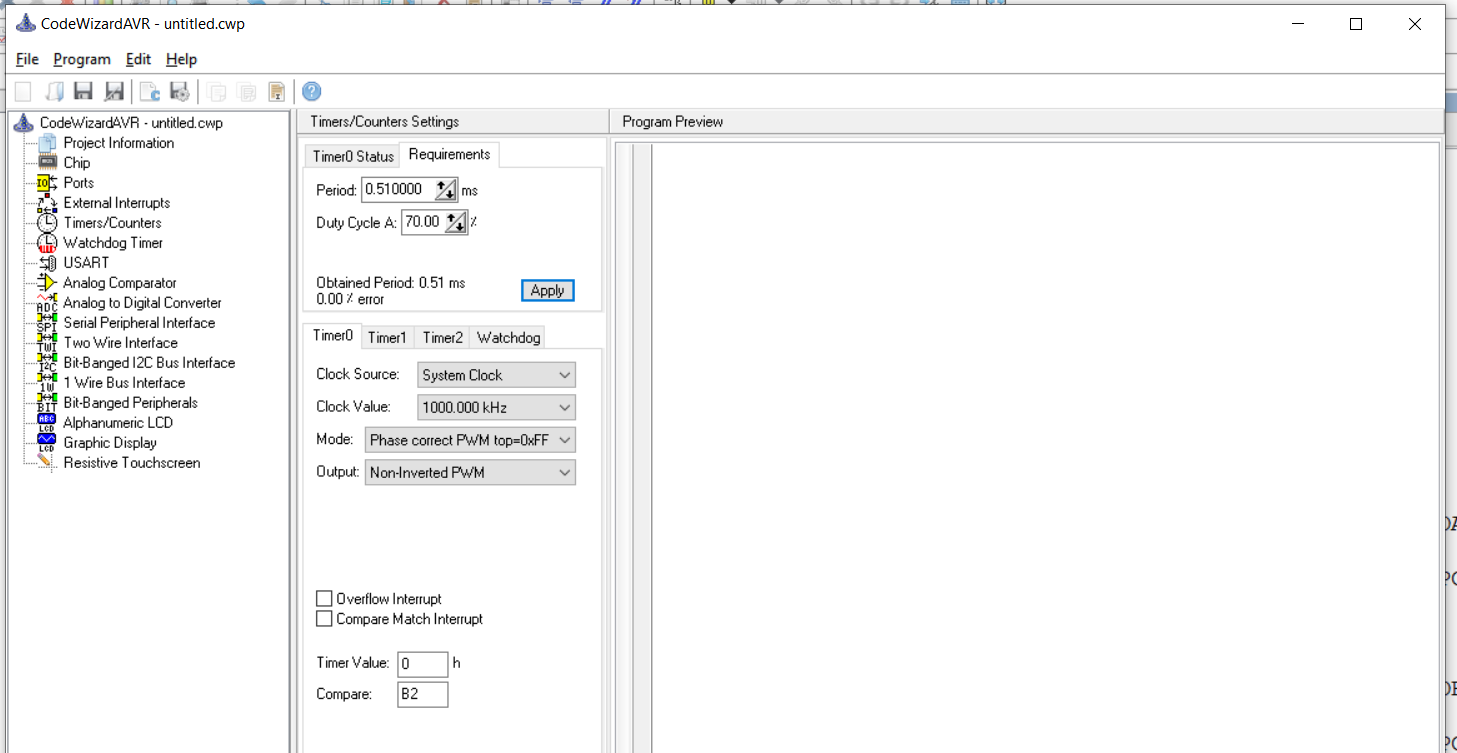 CodeWizardAVR - untitled.cwp
File Program Edit Help
CodeWizardAVR - untitled.cwp
Project Information
Chip
Ports
External Interrupts
Timers/Counters
Watchdog Timer
USART
Analog Comparator
Analog to Digital Converter
Serial Peripheral Interface
Two Wire Interface
Bit-Banged I2C Bus Interface
1 Wire Bus Interface
Bit-Banged Peripherals
Alphanumeric LCD
Graphic Display
Resistive Touchscreen
Timers/Counters Settings
Timer0 Status Requirements
Period: 0.510000 ms
Duty Cycle A: 70.00 %
Obtained Period: 0.51 ms
0.00 % error
Apply
Timer0 Timer1 Timer2 Watchdog
Clock Source: System Clock
Clock Value: 1000.000 kHz
Mode: Phase correct PWM top=0xFF
Output: Non-Inverted PWM
Overflow Interrupt
Compare Match Interrupt
Timer Value: 0 h
Compare: B2
Program Preview